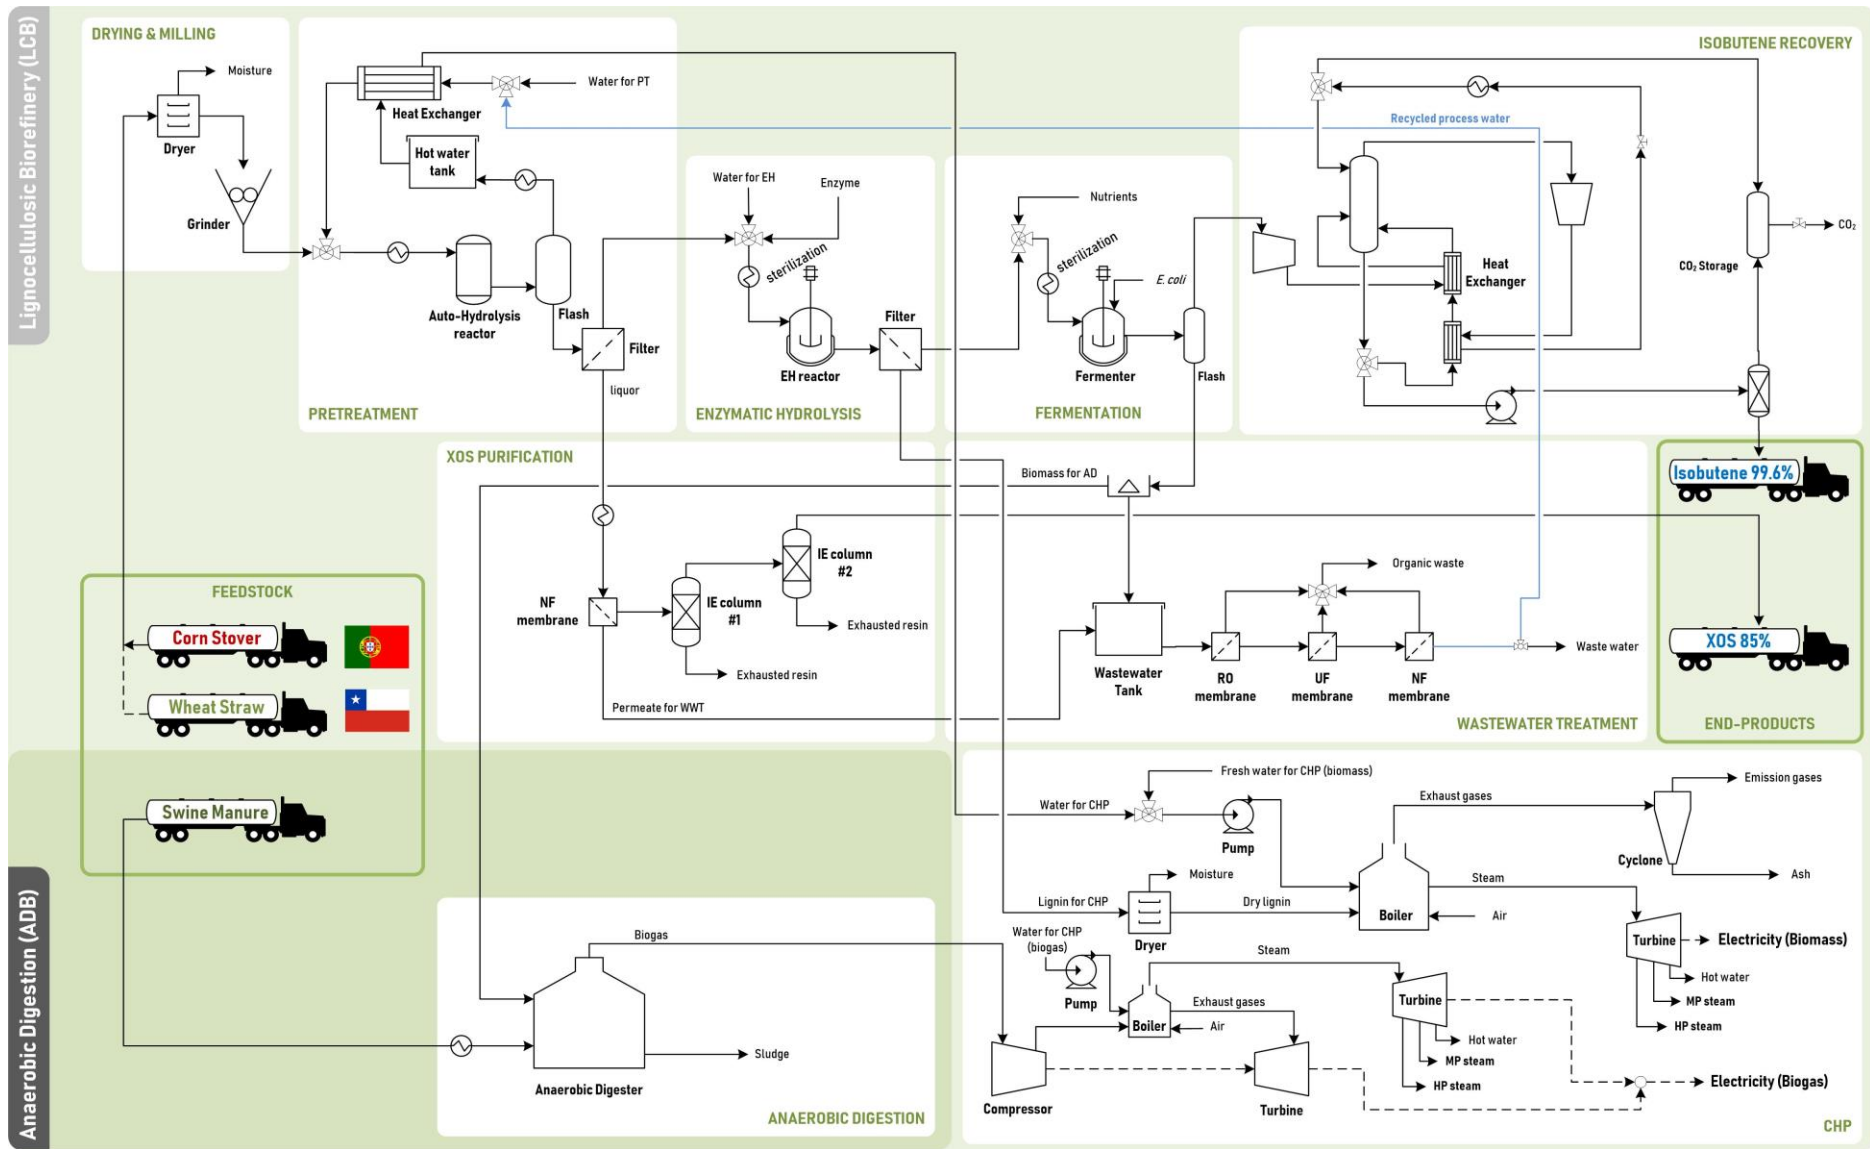 Lignocellulosic Biorefinery (LCB)
DRYING & MILLING
Moisture
Dryer
Grinder
Heat Exchanger
Water for PT
Hot water
tank
Auto-Hydrolysis
reactor
Flash
Filter
liquor
PRETREATMENT
Water for EH
Enzyme
sterilization
EH reactor
Filter
ENZYMATIC HYDROLYSIS
Nutrients
sterilization
E. coli
Fermenter
Flash
FERMENTATION
ISOBUTENE RECOVERY
Recycled process water
Heat
Exchanger
CO₂
CO₂ Storage
XOS PURIFICATION
NF
membrane
IE column
#1
IE column
#2
Exhausted resin
Exhausted resin
Permeate for WWT
Biomass for AD
Organic waste
Wastewater
Tank
RO
membrane
UF
membrane
NF
membrane
Waste water
WASTEWATER TREATMENT
Isobutene 99.6%
XOS 85%
END-PRODUCTS
FEEDSTOCK
Corn Stover
Wheat Straw
Swine Manure
Anaerobic Digestion (ADB)
Biogas
Anaerobic Digester
Sludge
ANAEROBIC DIGESTION
Fresh water for CHP (biomass)
Water for CHP
Pump
Exhaust gases
Emission gases
Cyclone
Ash
Moisture
Lignin for CHP
Dryer
Dry lignin
Boiler
Steam
Air
Turbine
Electricity (Biomass)
Hot water
MP steam
HP steam
Water for CHP
(biogas)
Pump
Steam
Boiler
Exhaust gases
Air
Turbine
Hot water
MP steam
HP steam
Compressor
Turbine
Electricity (Biogas)
CHP